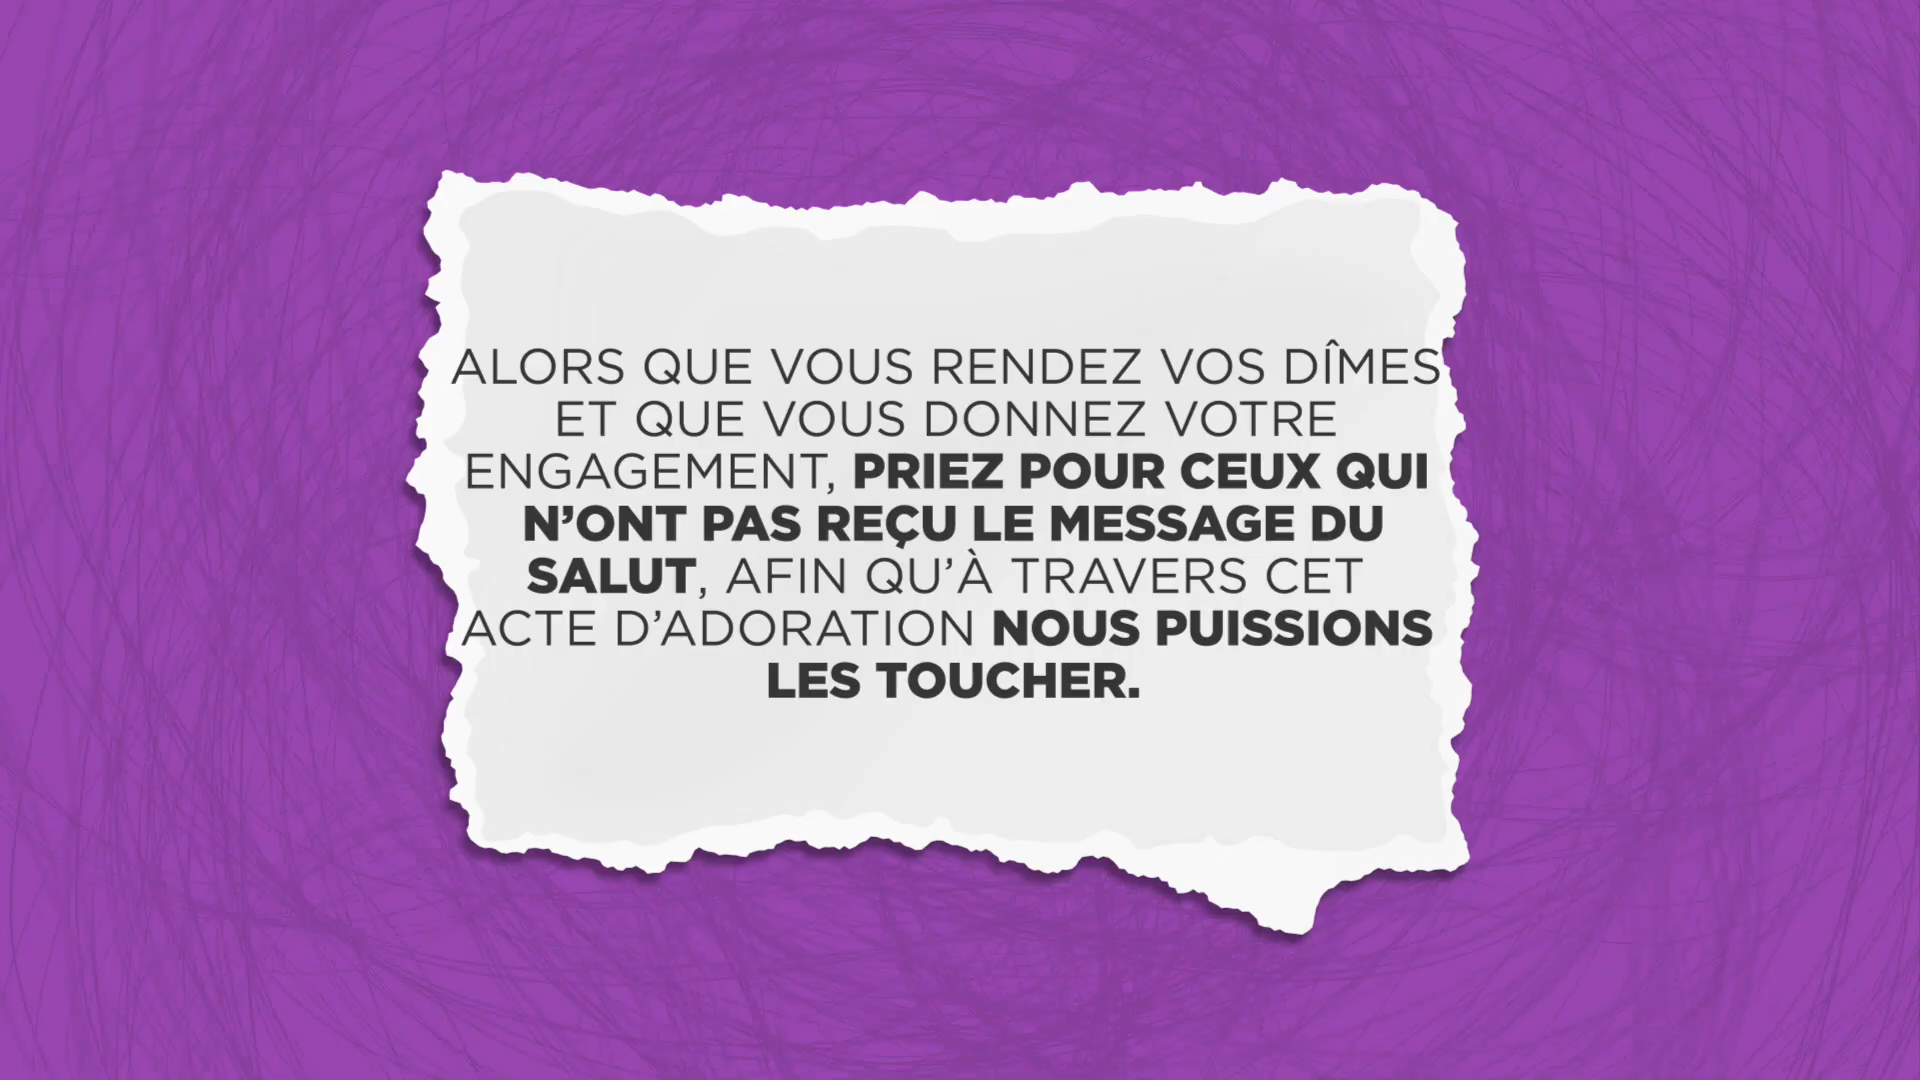 ALORS QUE VOUS RENDEZ VOS DÎMES
ET QUE VOUS DONNEZ VOTRE
ENGAGEMENT, PRIEZ POUR CEUX QUI
N’ONT PAS REÇU LE MESSAGE DU
SALUT, AFIN QU’À TRAVERS CET
ACTE D’ADORATION NOUS PUISSIONS
LES TOUCHER.